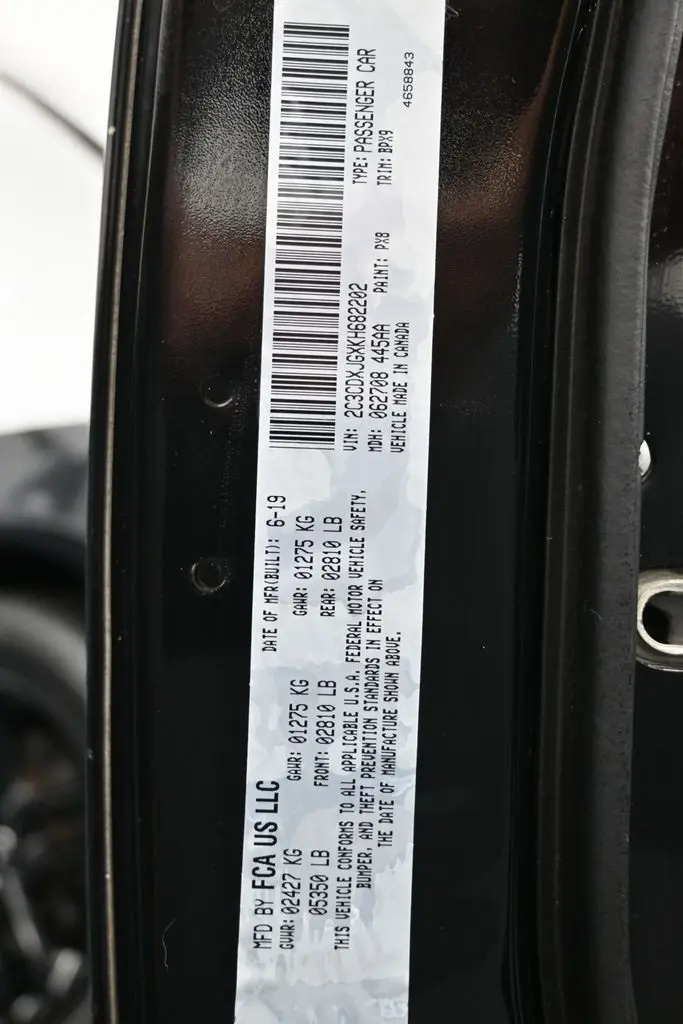 MFD BY FCA US LLC
DATE OF MFR(BUILT): 6-19
GVWR: 02427 KG
GAWR: 01275 KG
GAWR: 01275 KG
05350 LB
FRONT: 02810 LB
REAR: 02810 LB
THIS VEHICLE CONFORMS TO ALL APPLICABLE U.S.A. FEDERAL MOTOR VEHICLE SAFETY,
BUMPER, AND THEFT PREVENTION STANDARDS IN EFFECT ON
THE DATE OF MANUFACTURE SHOWN ABOVE.
VIN: 2C3CDXJGXKH682202
TYPE: PASSENGER CAR
MDH: 062708 445AA
PAINT: PX8
TRIM: BPX9
VEHICLE MADE IN CANADA
4658843